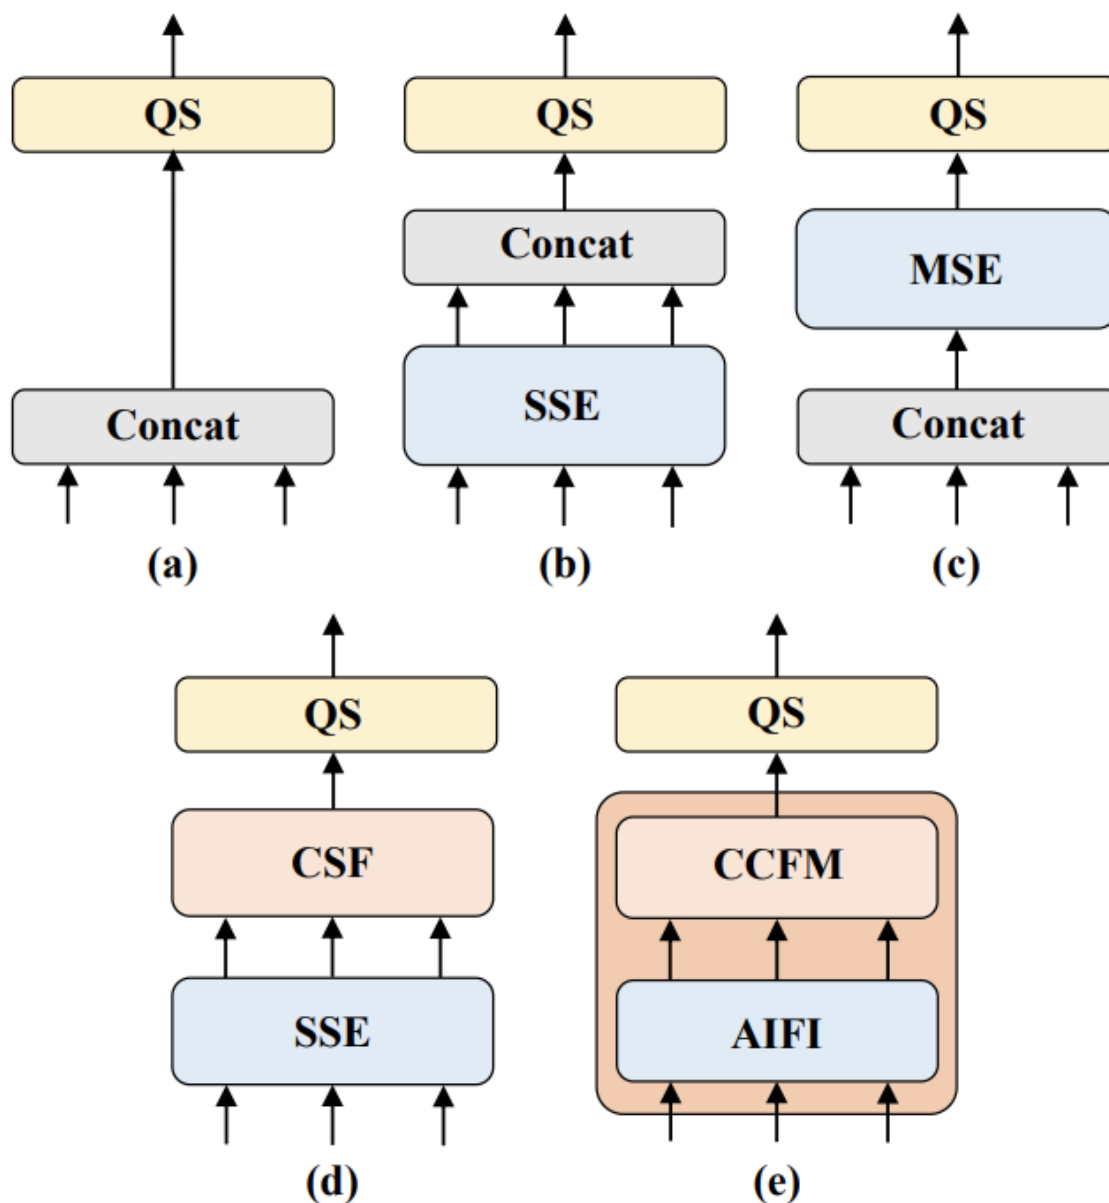 QS
Concat
(a)
QS
Concat
SSE
(b)
QS
MSE
Concat
(c)
QS
CSF
SSE
(d)
QS
CCFM
AIFI
(e)